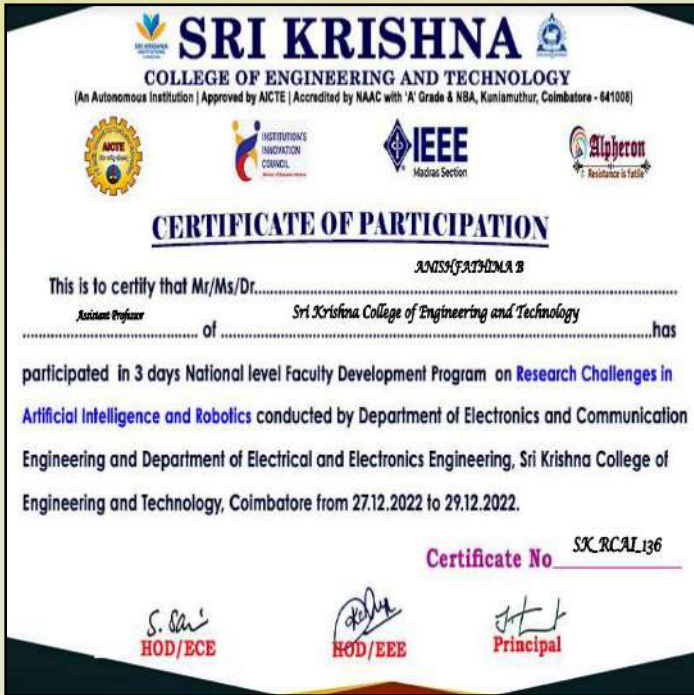 SRI KRISHNA
COLLEGE OF ENGINEERING AND TECHNOLOGY
(An Autonomous Institution | Approved by AICTE | Accredited by NAAC with 'A' Grade & NBA, Kuniamuthur, Coimbatore - 641008)
AICTE
INSTITUTION'S
INNOVATION
COUNCIL
IEEE
Madras Section
Alpheron
Resistance is futile
CERTIFICATE OF PARTICIPATION
ANISHFATHIMA B
This is to certify that Mr/Ms/Dr.
Assistant Professor of Sri Krishna College of Engineering and Technology has
participated in 3 days National level Faculty Development Program on Research Challenges in
Artificial Intelligence and Robotics conducted by Department of Electronics and Communication
Engineering and Department of Electrical and Electronics Engineering, Sri Krishna College of
Engineering and Technology, Coimbatore from 27.12.2022 to 29.12.2022.
Certificate No SK_RCAI_136
S. Sai
HOD/ECE
HOD/EEE
Principal